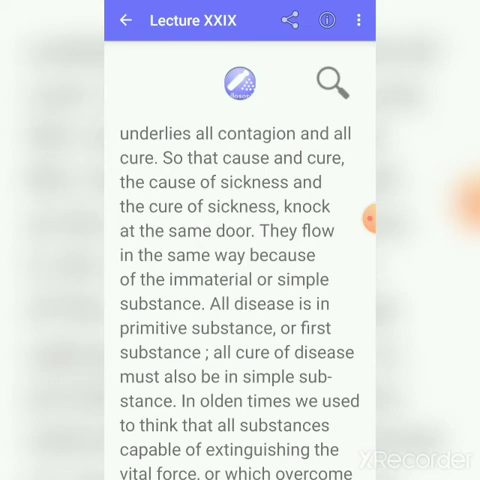 Lecture XXIX
underlies all contagion and all
cure. So that cause and cure,
the cause of sickness and
the cure of sickness, knock
at the same door. They flow
in the same way because
of the immaterial or simple
substance. All disease is in
primitive substance, or first
substance ; all cure of disease
must also be in simple sub-
stance. In olden times we used
to think that all substances
capable of extinguishing the
vital force, or which overcome
XRecorder